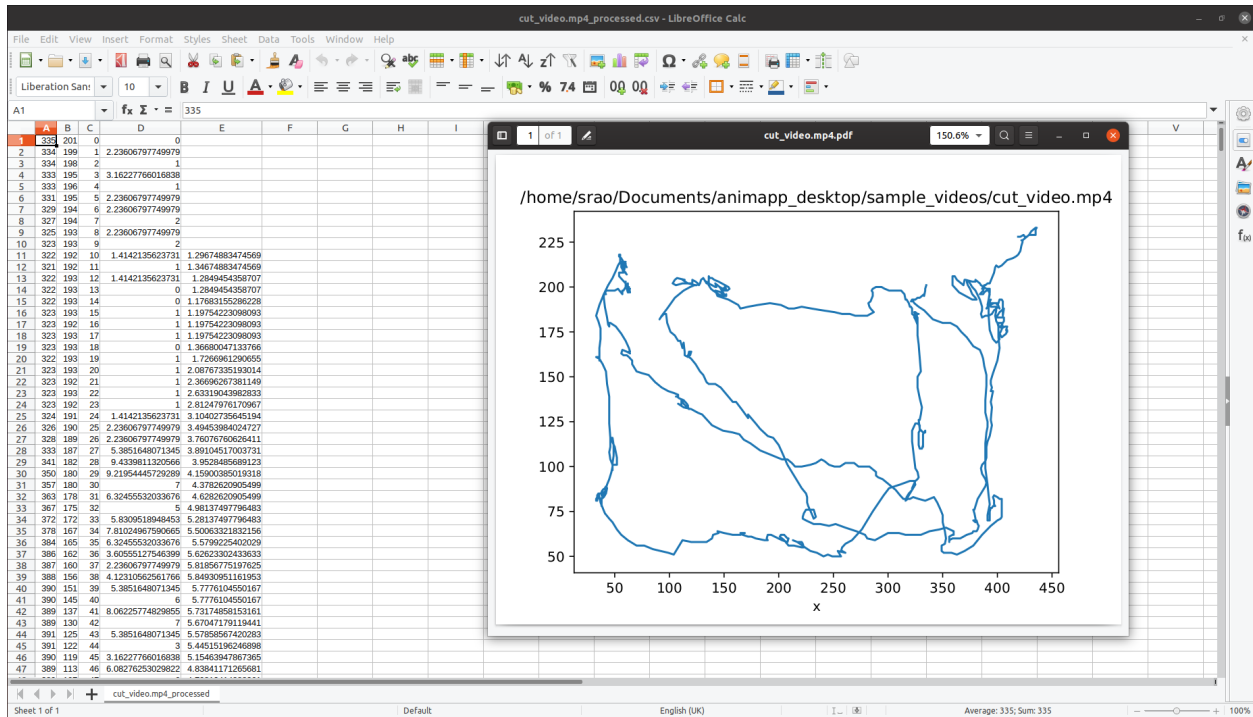 cut_video.mp4_processed.csv - LibreOffice Calc
File Edit View Insert Format Styles Sheet Data Tools Window Help
Liberation Sans 10 B I U A % 7.4 0.0 0.0
A1 fx Σ = 335
A B C D E F G H I V
1 335 201 0 0
2 334 199 1 2.23606797749979
3 334 198 2 1
4 333 195 3 3.16227766016838
5 333 196 4 1
6 331 195 5 2.23606797749979
7 329 194 6 2.23606797749979
8 327 194 7 2
9 325 193 8 2.23606797749979
10 323 193 9 2
11 322 192 10 1.4142135623731 1.29674883474569
12 321 192 11 1 1.34674883474569
13 322 193 12 1.4142135623731 1.2849454358707
14 322 193 13 0 1.2849454358707
15 322 193 14 0 1.17683155286228
16 323 193 15 1 1.19754223098093
17 323 192 16 1 1.19754223098093
18 323 193 17 1 1.19754223098093
19 323 193 18 0 1.36680047133766
20 322 193 19 1 1.7266961290655
21 323 193 20 1 2.08767335193014
22 323 192 21 1 2.36696267381149
23 323 193 22 1 2.63319043982833
24 323 192 23 1 2.81247976170967
25 324 191 24 1.4142135623731 3.10402735645194
26 326 190 25 2.23606797749979 3.49453984024727
27 328 189 26 2.23606797749979 3.76076760626411
28 333 187 27 5.3851648071345 3.89104517003731
29 341 182 28 9.4339811320566 3.9528485689123
30 350 180 29 9.21954445729289 4.15900385019318
31 357 180 30 7 4.3782620905499
32 363 178 31 6.32455532033676 4.6282620905499
33 367 175 32 5 4.98137497796483
34 372 172 33 5.8309518948453 5.28137497796483
35 378 167 34 7.81024967590665 5.50063321832156
36 384 165 35 6.32455532033676 5.5799225402029
37 386 162 36 3.60555127546399 5.62623302433633
38 387 160 37 2.23606797749979 5.81856775197625
39 388 156 38 4.12310562561766 5.84930951161953
40 390 151 39 5.3851648071345 5.7776104550167
41 390 145 40 6 5.7776104550167
42 389 137 41 8.06225774829855 5.73174858153161
43 389 130 42 7 5.67047179119441
44 391 125 43 5.3851648071345 5.57858567420283
45 391 122 44 3 5.44515196246898
46 390 119 45 3.16227766016838 5.15463947867365
47 389 113 46 6.08276253029822 4.83841171265681
1 of 1 cut_video.mp4.pdf 150.6%
/home/srao/Documents/animapp_desktop/sample_videos/cut_video.mp4
225
200
175
150
125
100
75
50
50 100 150 200 250 300 350 400 450
x
cut_video.mp4_processed
Sheet 1 of 1 Default English (UK) Average: 335; Sum: 335 100%